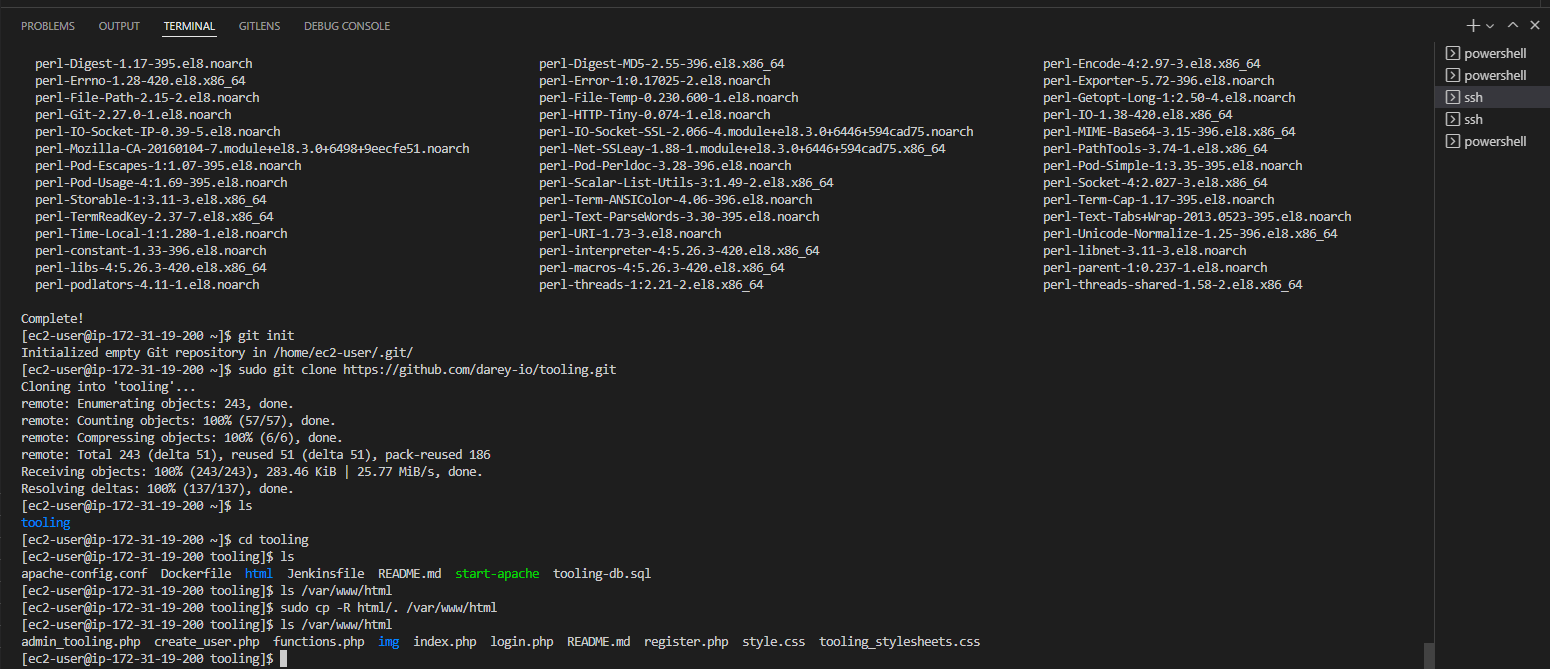 PROBLEMS OUTPUT TERMINAL GITLENS DEBUG CONSOLE
perl-Digest-1.17-395.el8.noarch perl-Digest-MD5-2.55-396.el8.x86_64 perl-Encode-4:2.97-3.el8.x86_64
perl-Errno-1.28-420.el8.x86_64 perl-Error-1:0.17025-2.el8.noarch perl-Exporter-5.72-396.el8.noarch
perl-File-Path-2.15-2.el8.noarch perl-File-Temp-0.230.600-1.el8.noarch perl-Getopt-Long-1:2.50-4.el8.noarch
perl-Git-2.27.0-1.el8.noarch perl-HTTP-Tiny-0.074-1.el8.noarch perl-IO-1.38-420.el8.x86_64
perl-IO-Socket-IP-0.39-5.el8.noarch perl-IO-Socket-SSL-2.066-4.module+el8.3.0+6446+594cad75.noarch perl-MIME-Base64-3.15-396.el8.x86_64
perl-Mozilla-CA-20160104-7.module+el8.3.0+6498+9eecfe51.noarch perl-Net-SSLeay-1.88-1.module+el8.3.0+6446+594cad75.x86_64 perl-PathTools-3.74-1.el8.x86_64
perl-Pod-Escapes-1:1.07-395.el8.noarch perl-Pod-Perldoc-3.28-396.el8.noarch perl-Pod-Simple-1:3.35-395.el8.noarch
perl-Pod-Usage-4:1.69-395.el8.noarch perl-Scalar-List-Utils-3:1.49-2.el8.x86_64 perl-Socket-4:2.027-3.el8.x86_64
perl-Storable-1:3.11-3.el8.x86_64 perl-Term-ANSIColor-4.06-396.el8.noarch perl-Term-Cap-1.17-395.el8.noarch
perl-TermReadKey-2.37-7.el8.x86_64 perl-Text-ParseWords-3.30-395.el8.noarch perl-Text-Tabs+Wrap-2013.0523-395.el8.noarch
perl-Time-Local-1:1.280-1.el8.noarch perl-URI-1.73-3.el8.noarch perl-Unicode-Normalize-1.25-396.el8.x86_64
perl-constant-1.33-396.el8.noarch perl-interpreter-4:5.26.3-420.el8.x86_64 perl-libnet-3.11-3.el8.noarch
perl-libs-4:5.26.3-420.el8.x86_64 perl-macros-4:5.26.3-420.el8.x86_64 perl-parent-1:0.237-1.el8.noarch
perl-podlators-4.11-1.el8.noarch perl-threads-1:2.21-2.el8.x86_64 perl-threads-shared-1.58-2.el8.x86_64
Complete!
[ec2-user@ip-172-31-19-200 ~]$ git init
Initialized empty Git repository in /home/ec2-user/.git/
[ec2-user@ip-172-31-19-200 ~]$ sudo git clone https://github.com/darey-io/tooling.git
Cloning into 'tooling'...
remote: Enumerating objects: 243, done.
remote: Counting objects: 100% (57/57), done.
remote: Compressing objects: 100% (6/6), done.
remote: Total 243 (delta 51), reused 51 (delta 51), pack-reused 186
Receiving objects: 100% (243/243), 283.46 KiB | 25.77 MiB/s, done.
Resolving deltas: 100% (137/137), done.
[ec2-user@ip-172-31-19-200 ~]$ ls
tooling
[ec2-user@ip-172-31-19-200 ~]$ cd tooling
[ec2-user@ip-172-31-19-200 tooling]$ ls
apache-config.conf Dockerfile html Jenkinsfile README.md start-apache tooling-db.sql
[ec2-user@ip-172-31-19-200 tooling]$ ls /var/www/html
[ec2-user@ip-172-31-19-200 tooling]$ sudo cp -R html/. /var/www/html
[ec2-user@ip-172-31-19-200 tooling]$ ls /var/www/html
admin_tooling.php create_user.php functions.php img index.php login.php README.md register.php style.css tooling_stylesheets.css
[ec2-user@ip-172-31-19-200 tooling]$
powershell
powershell
ssh
ssh
powershell